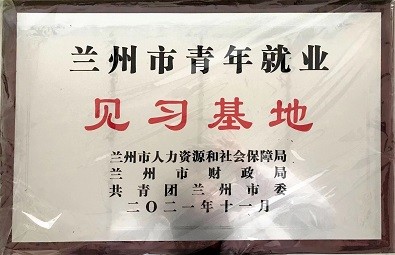 兰州市青年就业
见习基地
兰州市人力资源和社会保障局
兰州市财政局
共青团兰州市委
二〇二一年十一月